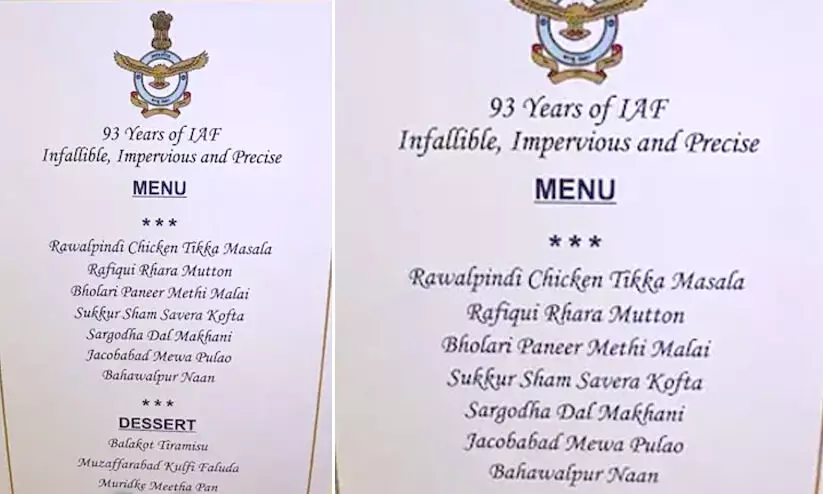 93 Years of IAF
Infallible, Impervious and Precise
MENU
***
Rawalpindi Chicken Tikka Masala
Rafiqui Rhara Mutton
Bholari Paneer Methi Malai
Sukkur Sham Savera Kofta
Sargodha Dal Makhani
Jacobabad Mewa Pulao
Bahawalpur Naan
***
DESSERT
Balakot Tiramisu
Muzaffarabad Kulfi Faluda
Muridke Meetha Pan
93 Years of IAF
Infallible, Impervious and Precise
MENU
***
Rawalpindi Chicken Tikka Masala
Rafiqui Rhara Mutton
Bholari Paneer Methi Malai
Sukkur Sham Savera Kofta
Sargodha Dal Makhani
Jacobabad Mewa Pulao
Bahawalpur Naan